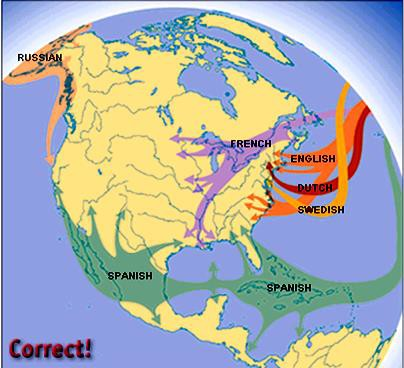 RUSSIAN
FRENCH
ENGLISH
DUTCH
SWEDISH
SPANISH
SPANISH
Correct!